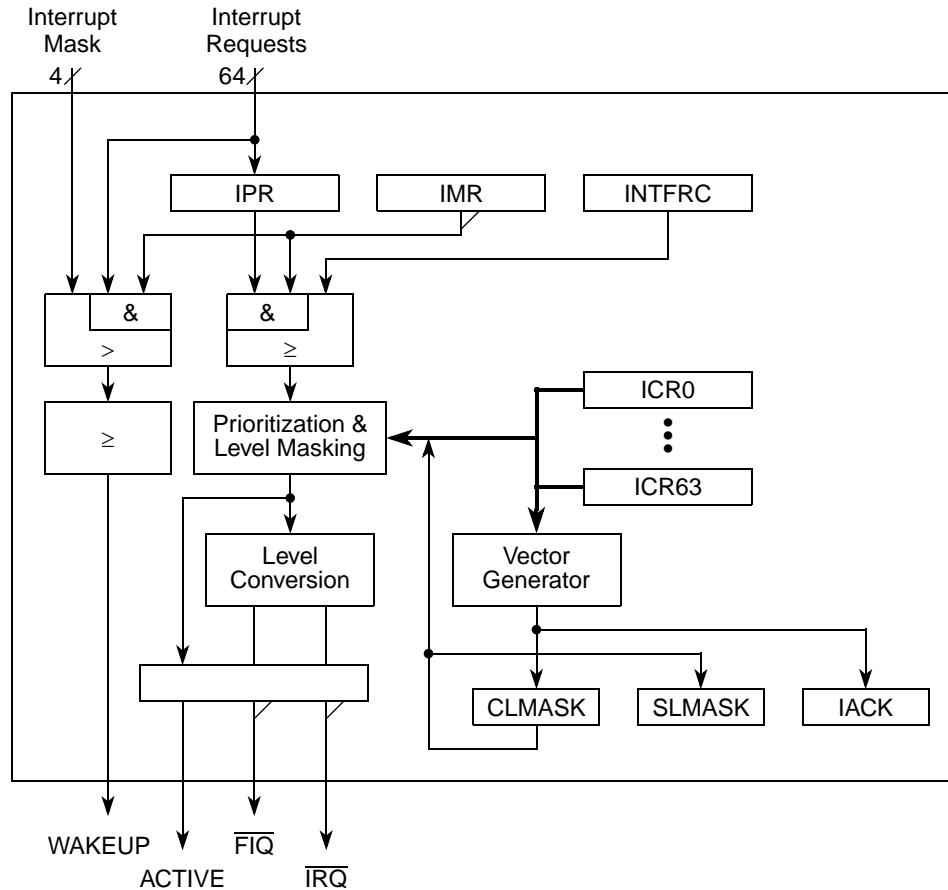 Interrupt
Mask
Interrupt
Requests
4
64
IPR
IMR
INTFRC
&
&
>
≥
≥
Prioritization &
Level Masking
ICR0
ICR63
Level
Conversion
Vector
Generator
CLMASK
SLMASK
IACK
WAKEUP
FIQ
ACTIVE
IRQ